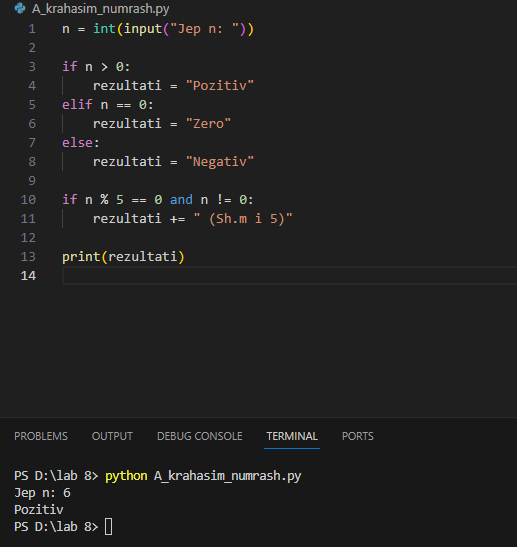 A_krahasim_numrash.py
1 n = int(input("Jep n: "))
2
3 if n > 0:
4     rezultati = "Pozitiv"
5 elif n == 0:
6     rezultati = "Zero"
7 else:
8     rezultati = "Negativ"
9
10 if n % 5 == 0 and n != 0:
11     rezultati += " (Sh.m i 5)"
12
13 print(rezultati)
14
PROBLEMS OUTPUT DEBUG CONSOLE TERMINAL PORTS
PS D:\lab 8> python A_krahasim_numrash.py
Jep n: 6
Pozitiv
PS D:\lab 8>